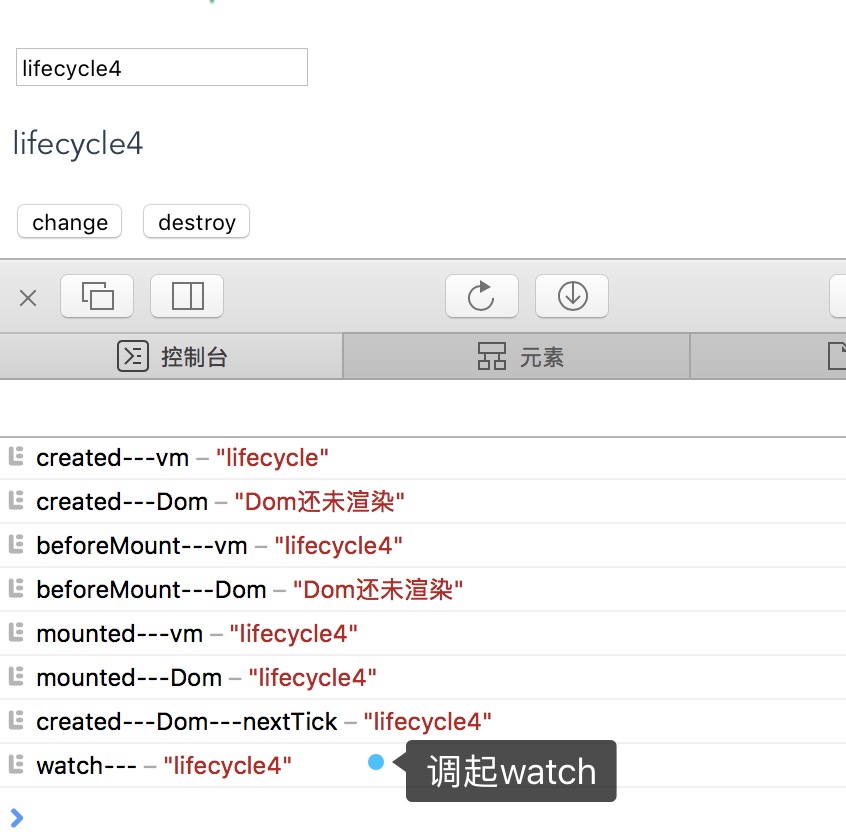 lifecycle4
lifecycle4
change destroy
控制台 元素
created---vm – "lifecycle"
created---Dom – "Dom还未渲染"
beforeMount---vm – "lifecycle4"
beforeMount---Dom – "Dom还未渲染"
mounted---vm – "lifecycle4"
mounted---Dom – "lifecycle4"
created---Dom---nextTick – "lifecycle4"
watch--- – "lifecycle4" 调起watch